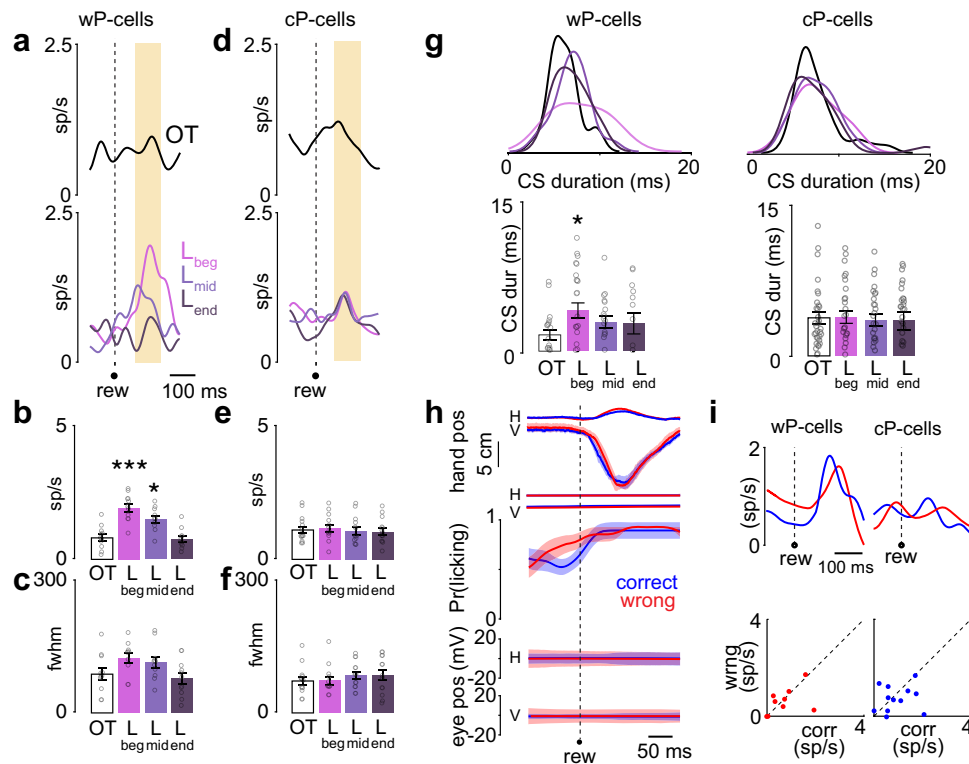 wP-cells
cP-cells
a
d
2.5
sp/s
0
OT
2.5
sp/s
0
2.5
sp/s
0
L beg
L mid
L end
2.5
sp/s
0
rew
100 ms
rew
b
5
sp/s
0
***
*
OT L beg L mid L end
e
5
sp/s
0
OT L beg L mid L end
c
300
fwhm
0
OT L beg L mid L end
f
300
fwhm
0
OT L beg L mid L end
g
wP-cells
cP-cells
0 20
CS duration (ms)
0 20
CS duration (ms)
15
CS dur (ms)
0
*
OT L beg L mid L end
15
CS dur (ms)
0
OT L beg L mid L end
h
H
V
hand pos
5 cm
H
V
1
Pr(licking)
0
correct
wrong
eye pos (mV)
20
H
-20
20
V
-20
rew
50 ms
i
wP-cells
cP-cells
2
(sp/s)
0
rew
100 ms
rew
4
wrng
(sp/s)
0
4
corr
(sp/s)
4
corr
(sp/s)